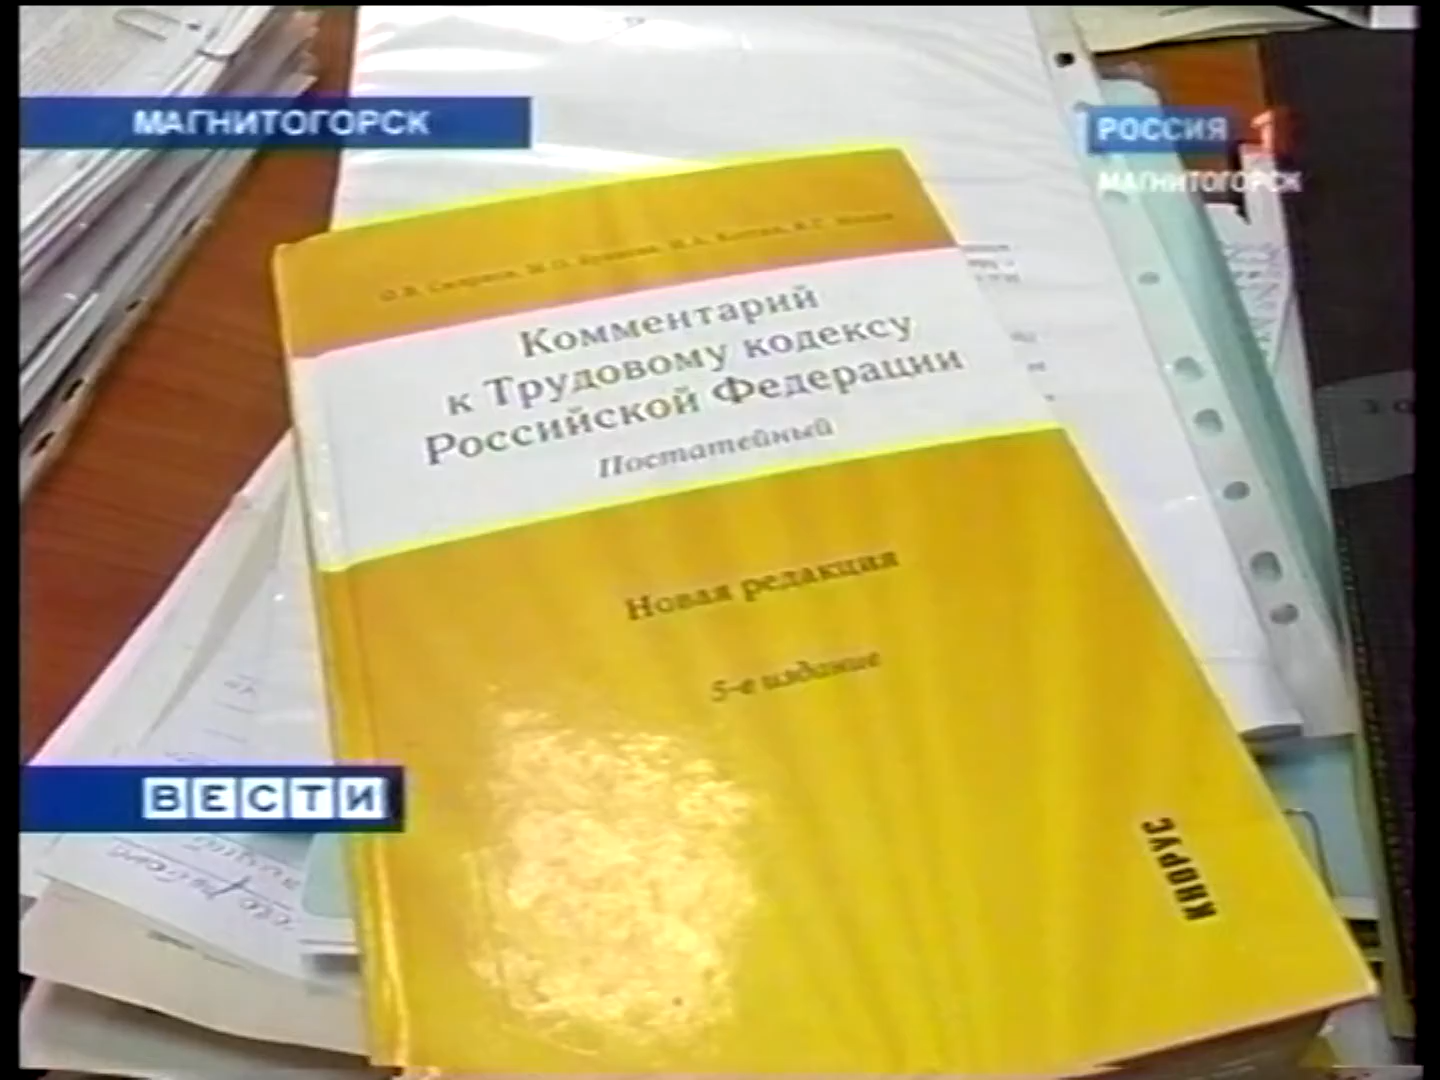 МАГНИТОГОРСК
РОССИЯ 1
МАГНИТОГОРСК
Комментарий
к Трудовому кодексу
Российской Федерации
Постатейный
Новая редакция
5-е издание
ВЕСТИ
КНОРУС